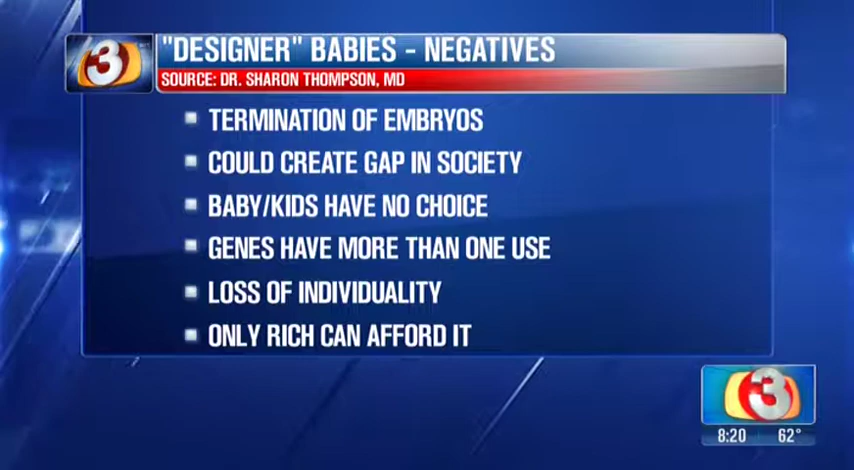 3
"DESIGNER" BABIES - NEGATIVES
SOURCE: DR. SHARON THOMPSON, MD
TERMINATION OF EMBRYOS
COULD CREATE GAP IN SOCIETY
BABY/KIDS HAVE NO CHOICE
GENES HAVE MORE THAN ONE USE
LOSS OF INDIVIDUALITY
ONLY RICH CAN AFFORD IT
3
8:20 62°